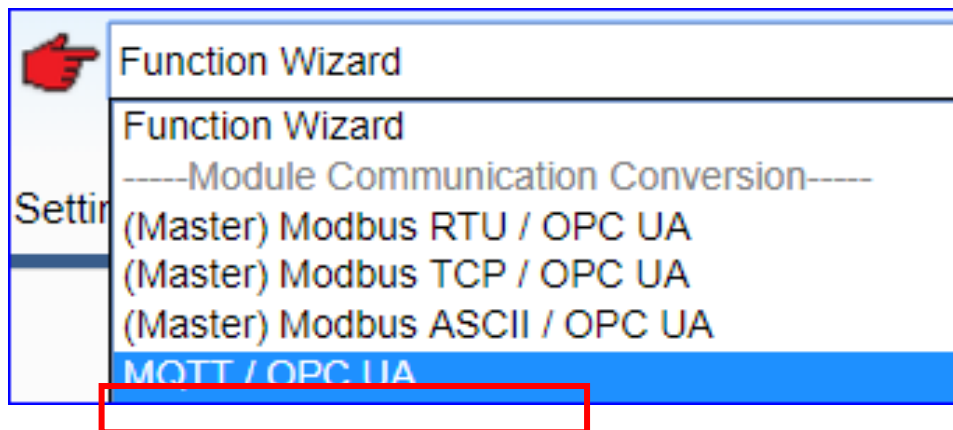 Function Wizard
Function Wizard
-----Module Communication Conversion-----
Settin
(Master) Modbus RTU / OPC UA
(Master) Modbus TCP / OPC UA
(Master) Modbus ASCII / OPC UA
MQTT / OPC UA